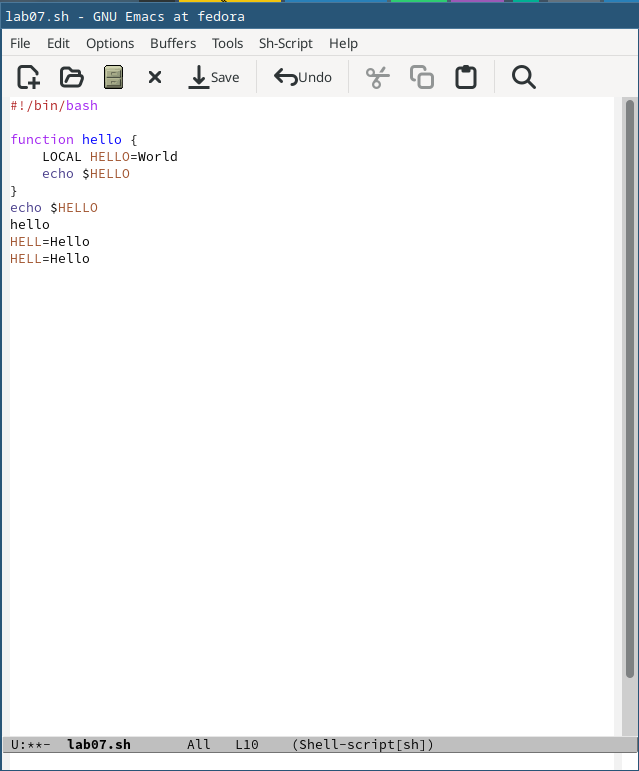 lab07.sh - GNU Emacs at fedora
File Edit Options Buffers Tools Sh-Script Help
Save Undo
#!/bin/bash

function hello {
    LOCAL HELLO=World
    echo $HELLO
}
echo $HELLO
hello
HELL=Hello
HELL=Hello
U:**- lab07.sh All L10 (Shell-script[sh])